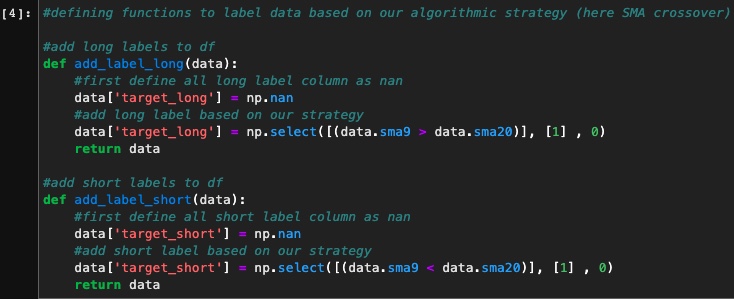 [4]: #defining functions to label data based on our algorithmic strategy (here SMA crossover)
#add long labels to df
def add_label_long(data):
#first define all long label column as nan
data['target_long'] = np.nan
#add long label based on our strategy
data['target_long'] = np.select([(data.sma9 > data.sma20)], [1] , 0)
return data
#add short labels to df
def add_label_short(data):
#first define all short label column as nan
data['target_short'] = np.nan
#add short label based on our strategy
data['target_short'] = np.select([(data.sma9 < data.sma20)], [1] , 0)
return data